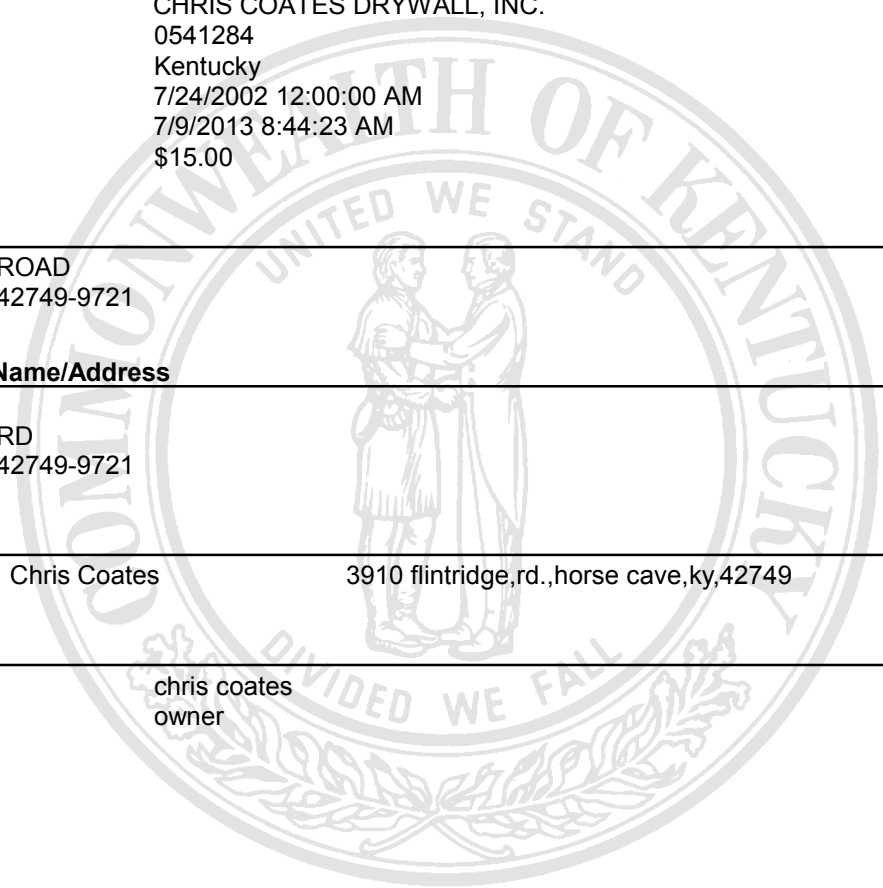 CHRIS COATES DRYWALL, INC.
0541284
Kentucky
7/24/2002 12:00:00 AM
7/9/2013 8:44:23 AM
$15.00
COMMONWEALTH OF KENTUCKY
UNITED WE STAND
ROAD
42749-9721
Name/Address
RD
42749-9721
Chris Coates 3910 flintridge,rd.,horse cave,ky,42749
DIVIDED WE FALL
chris coates
owner